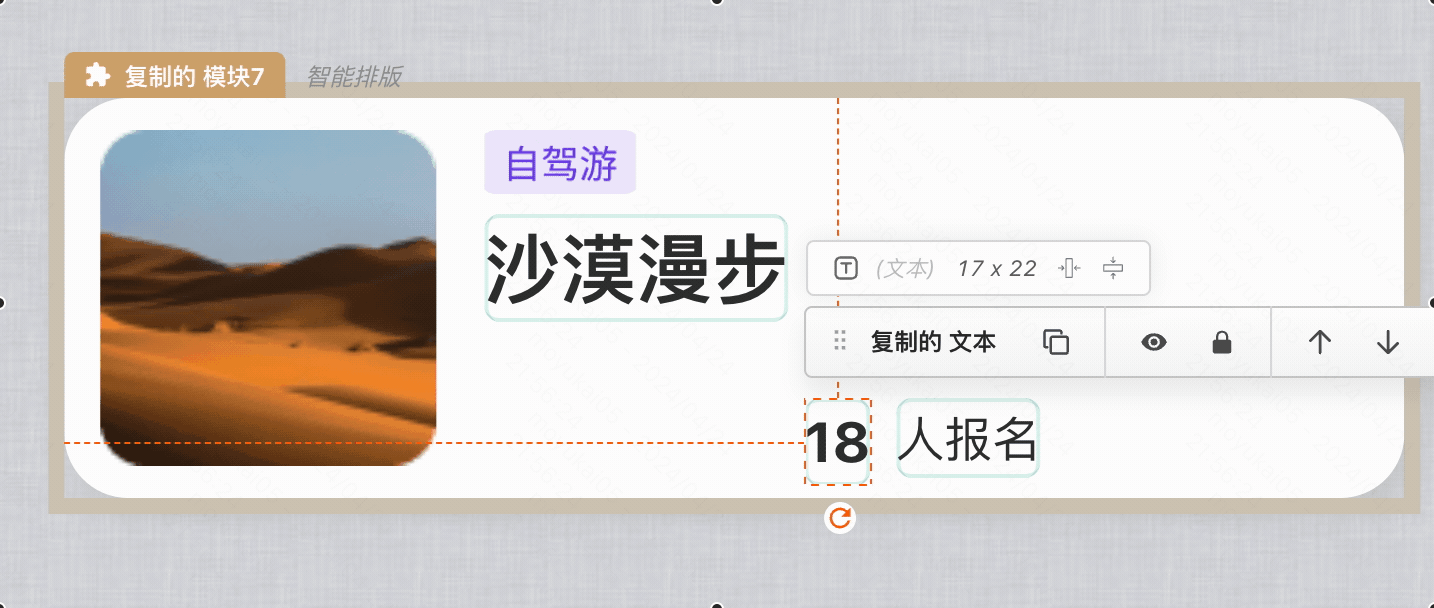 复制的 模块7 智能排版
自驾游
沙漠漫步
(文本) 17 x 22
复制的 文本
18 人报名